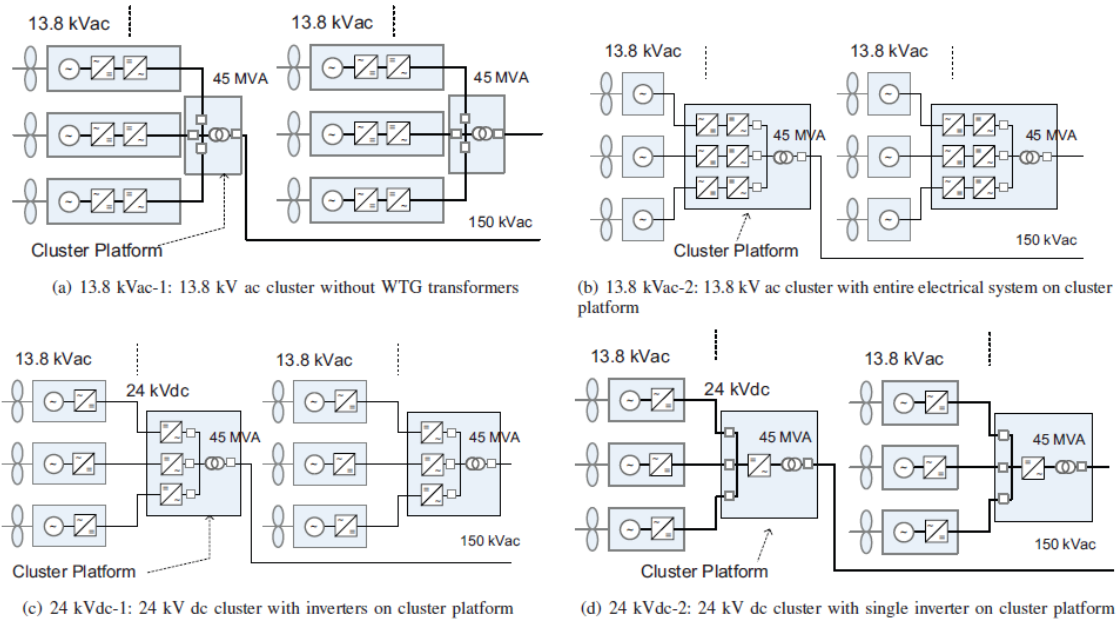 13.8 kVac
13.8 kVac
45 MVA
45 MVA
150 kVac
Cluster Platform
(a) 13.8 kVac-1: 13.8 kV ac cluster without WTG transformers
13.8 kVac
13.8 kVac
45 MVA
45 MVA
150 kVac
Cluster Platform
(b) 13.8 kVac-2: 13.8 kV ac cluster with entire electrical system on cluster
platform
13.8 kVac
13.8 kVac
24 kVdc
45 MVA
45 MVA
150 kVac
Cluster Platform
(c) 24 kVdc-1: 24 kV dc cluster with inverters on cluster platform
13.8 kVac
13.8 kVac
24 kVdc
45 MVA
45 MVA
150 kVac
Cluster Platform
(d) 24 kVdc-2: 24 kV dc cluster with single inverter on cluster platform